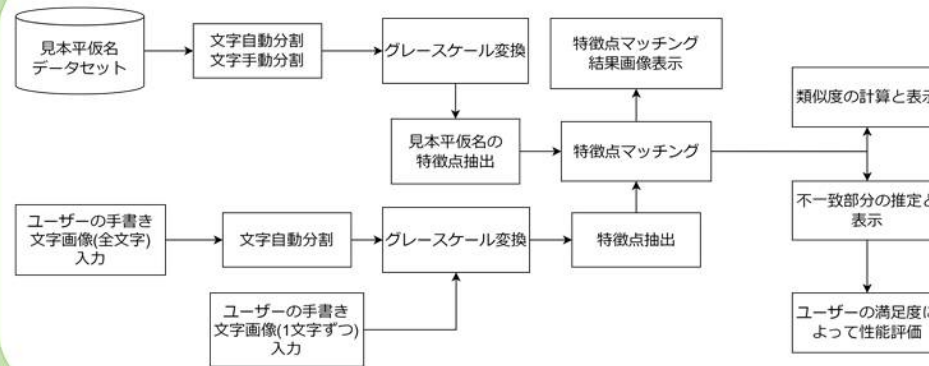 見本平仮名
データセット
文字自動分割
文字手動分割
グレースケール変換
特徴点マッチング
結果画像表示
類似度の計算と表示
見本平仮名の
特徴点抽出
特徴点マッチング
不一致部分の推定と
表示
ユーザーの手書き
文字画像(全文字)
入力
文字自動分割
グレースケール変換
特徴点抽出
ユーザーの手書き
文字画像(1文字ずつ)
入力
ユーザーの満足度に
よって性能評価